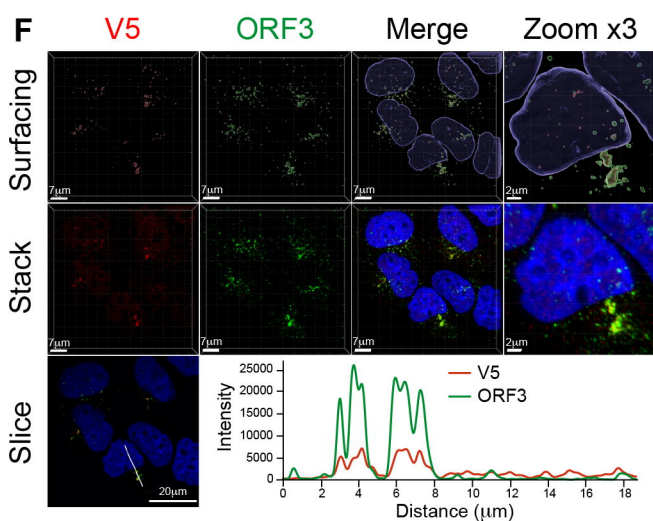 F
V5 ORF3 Merge Zoom x3
Surfacing
7μm 7μm 7μm 2μm
Stack
7μm 7μm 7μm 2μm
Slice
20μm
Intensity
25000
20000
15000
10000
5000
0
V5
ORF3
0 2 4 6 8 10 12 14 16 18
Distance (μm)